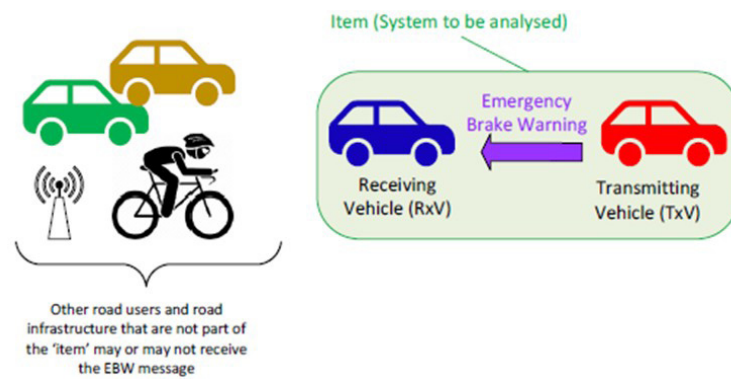 Item (System to be analysed)
Emergency
Brake Warning
Receiving
Vehicle (RxV)
Transmitting
Vehicle (TxV)
Other road users and road
infrastructure that are not part of
the 'item' may or may not receive
the EBW message